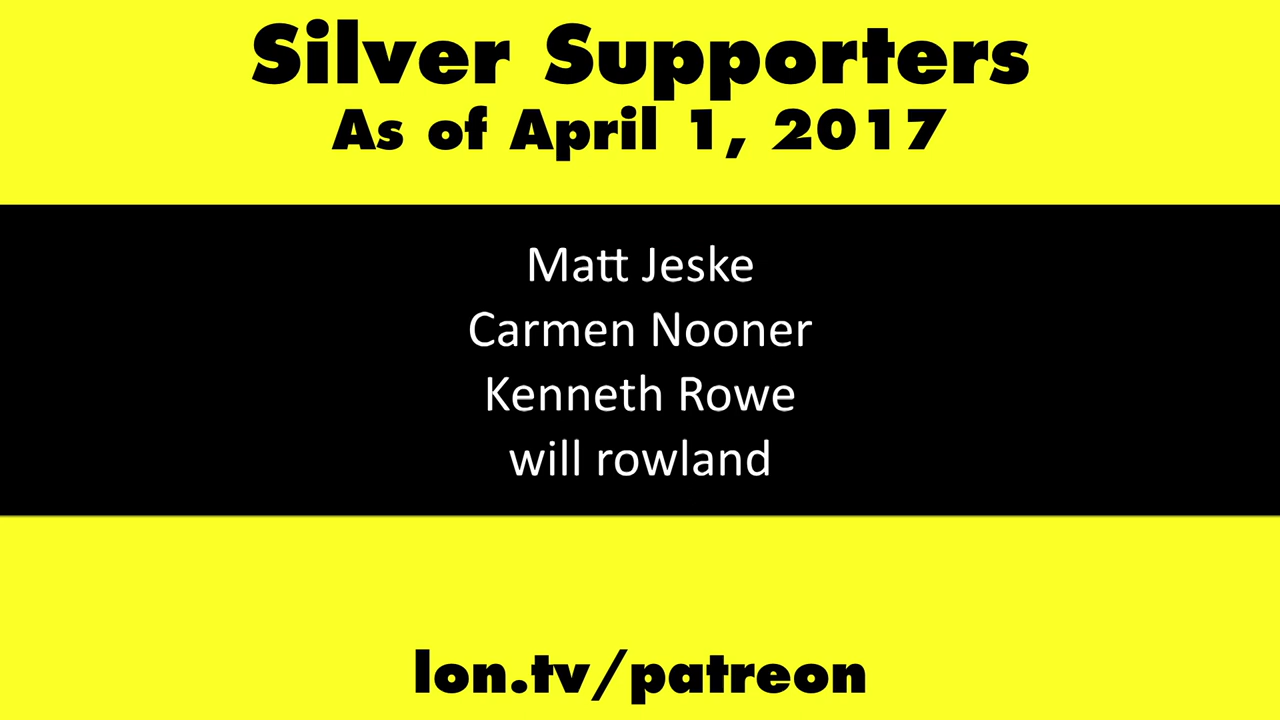 Silver Supporters
As of April 1, 2017
Matt Jeske
Carmen Nooner
Kenneth Rowe
will rowland
lon.tv/patreon